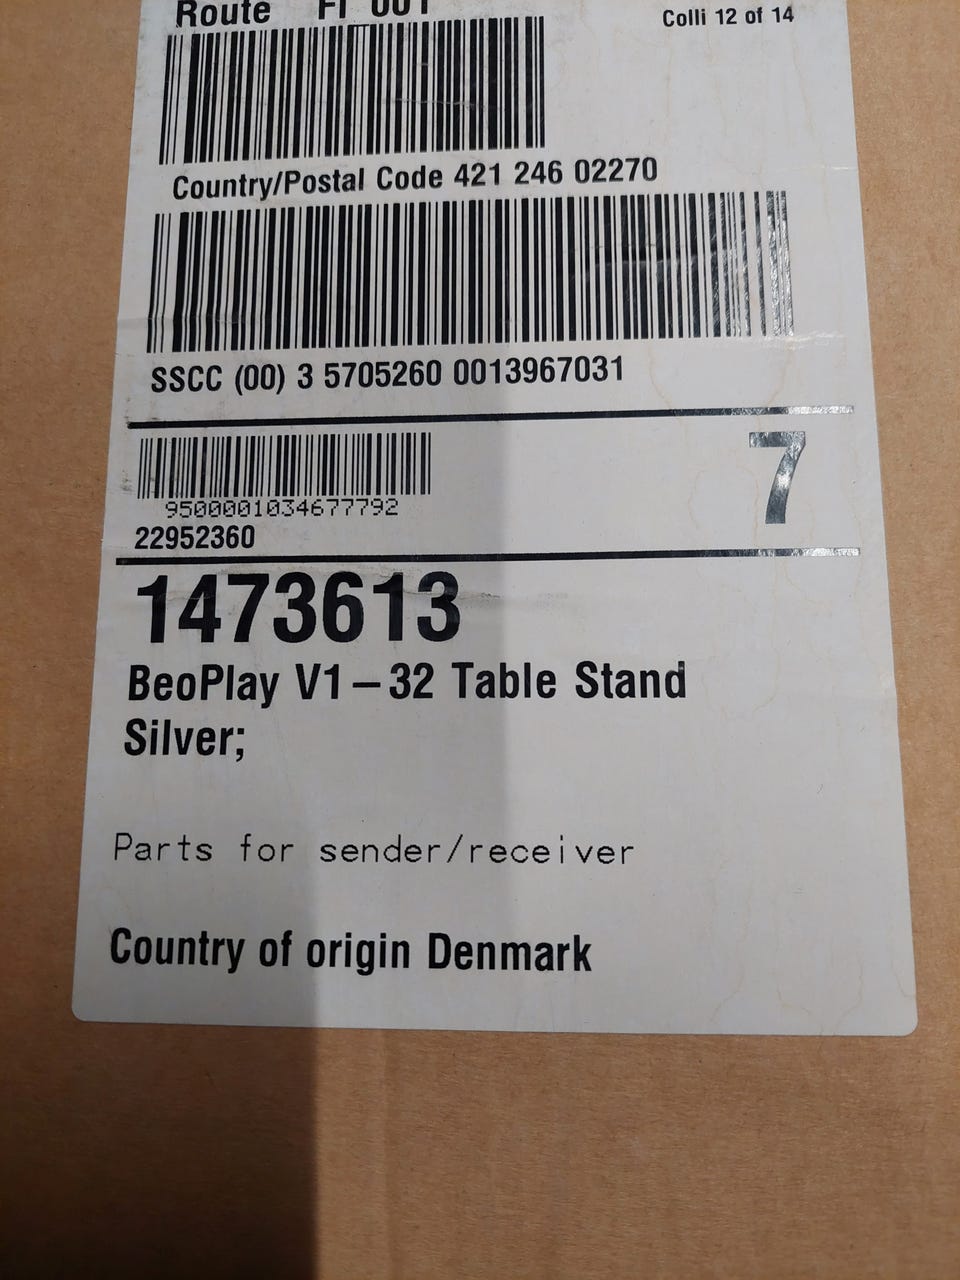 Route FI 001
Colli 12 of 14
Country/Postal Code 421 246 02270
SSCC (00) 3 5705260 0013967031
9500001034677792
7
22952360
1473613
BeoPlay V1–32 Table Stand
Silver;
Parts for sender/receiver
Country of origin Denmark